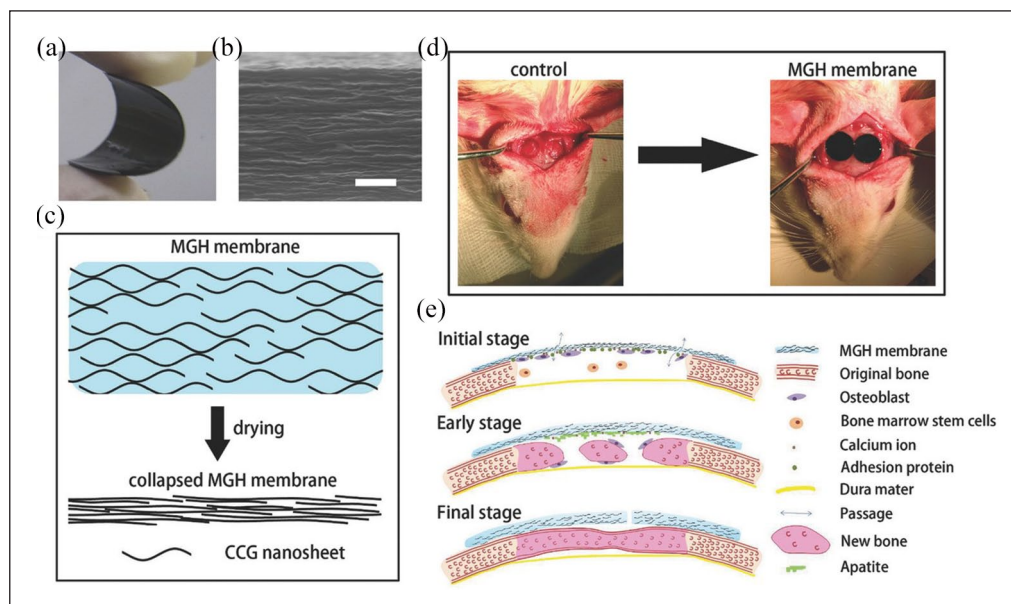 (a)
(b)
(c)
MGH membrane
drying
collapsed MGH membrane
CCG nanosheet
(d)
control
MGH membrane
(e)
Initial stage
Early stage
Final stage
MGH membrane
Original bone
Osteoblast
Bone marrow stem cells
Calcium ion
Adhesion protein
Dura mater
Passage
New bone
Apatite